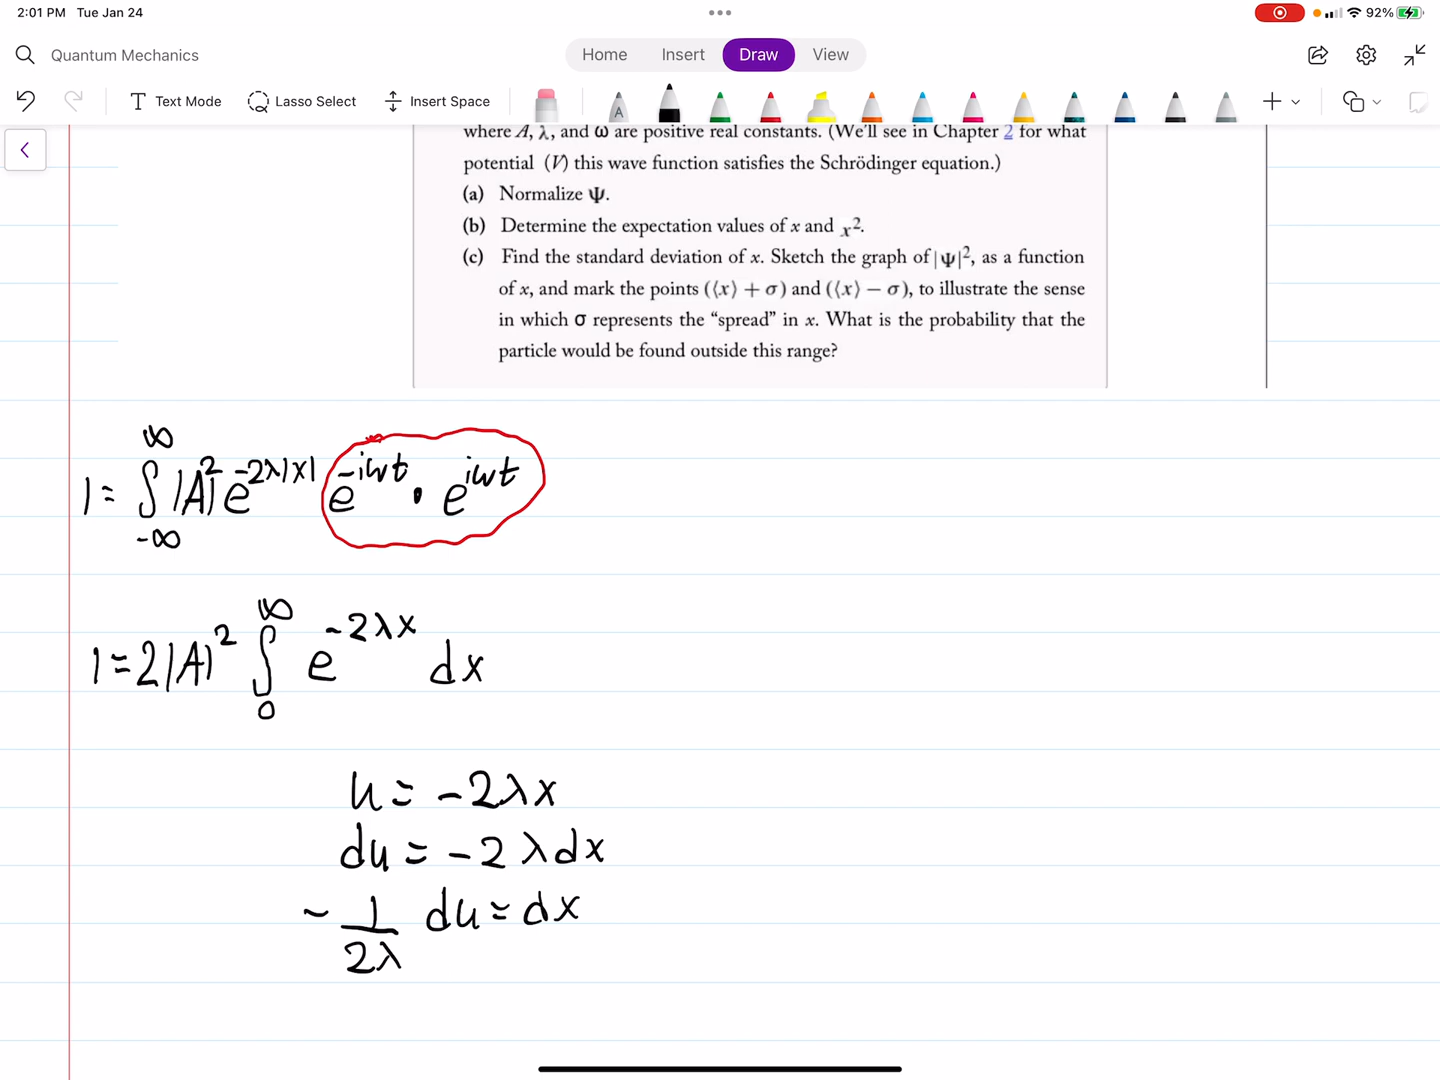 2:01 PM Tue Jan 24
92%
Quantum Mechanics
Home Insert Draw View
Text Mode Lasso Select Insert Space
where A, λ, and ω are positive real constants. (We'll see in Chapter 2 for what
potential (V) this wave function satisfies the Schrödinger equation.)
(a) Normalize Ψ.
(b) Determine the expectation values of x and x².
(c) Find the standard deviation of x. Sketch the graph of |Ψ|², as a function
of x, and mark the points (⟨x⟩ + σ) and (⟨x⟩ − σ), to illustrate the sense
in which σ represents the “spread” in x. What is the probability that the
particle would be found outside this range?
1 = ∫_{-∞}^{∞} |A|² e^{-2λ|x|} e^{-iωt} · e^{iωt}
1 = 2|A|² ∫_{0}^{∞} e^{-2λx} dx
u = -2λx
du = -2λdx
- 1/2λ du = dx